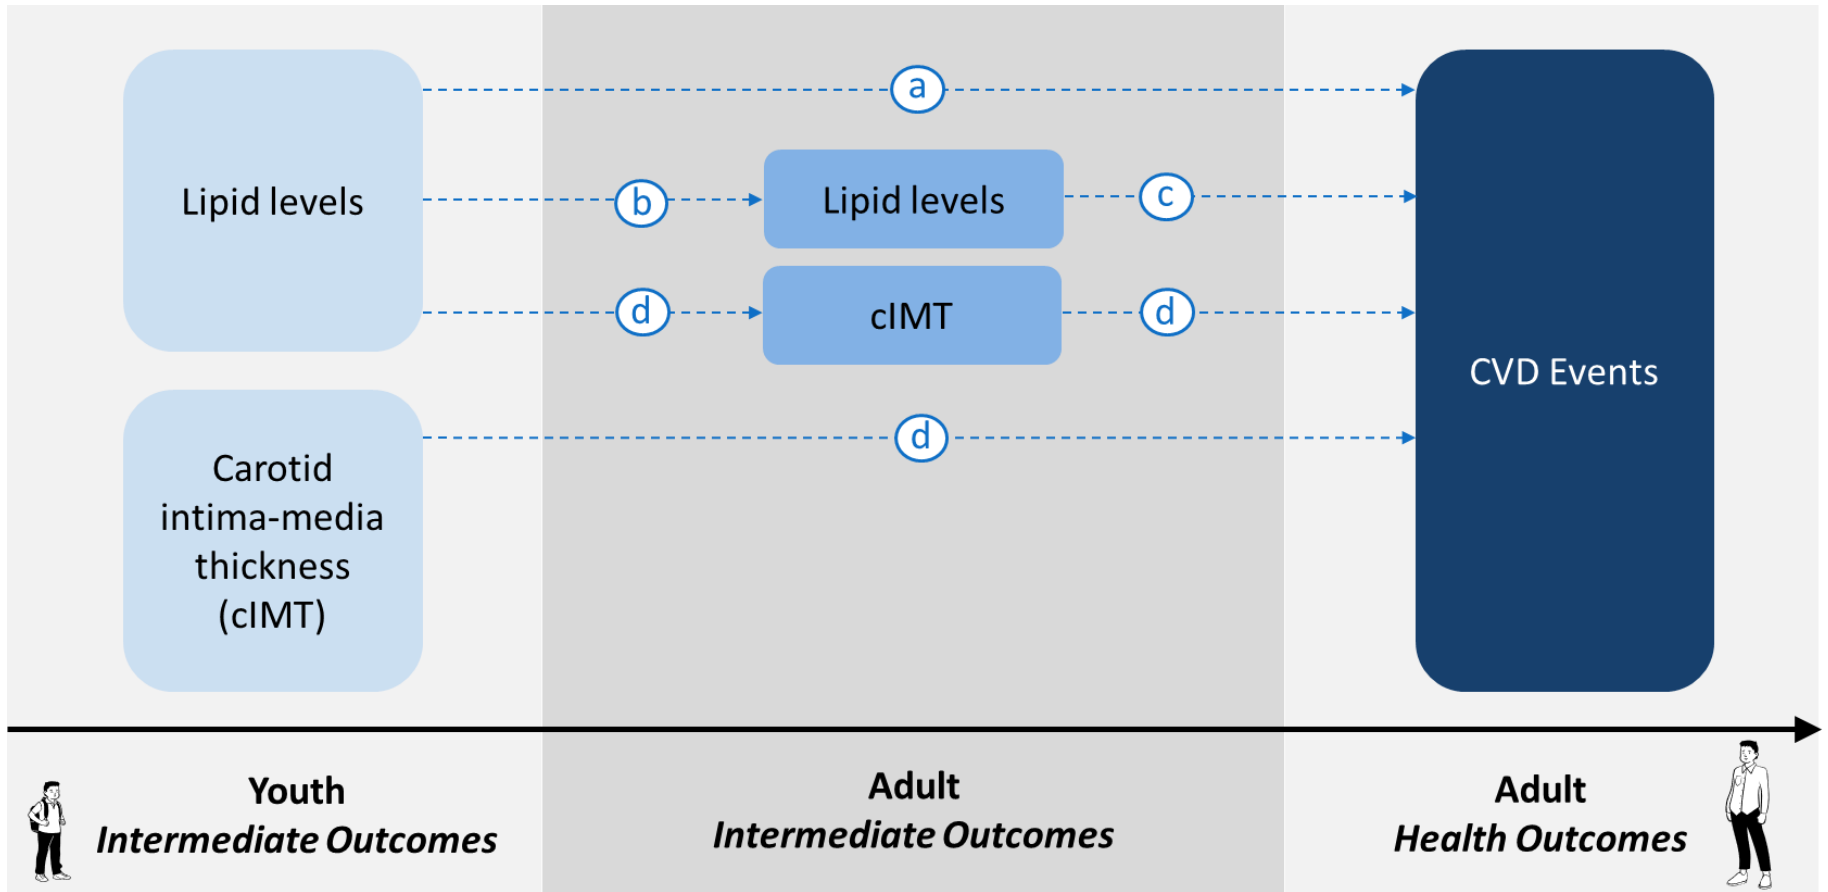 a
Lipid levels
b
Lipid levels
c
d
cIMT
d
CVD Events
d
Carotid
intima-media
thickness
(cIMT)
Youth
Intermediate Outcomes
Adult
Intermediate Outcomes
Adult
Health Outcomes